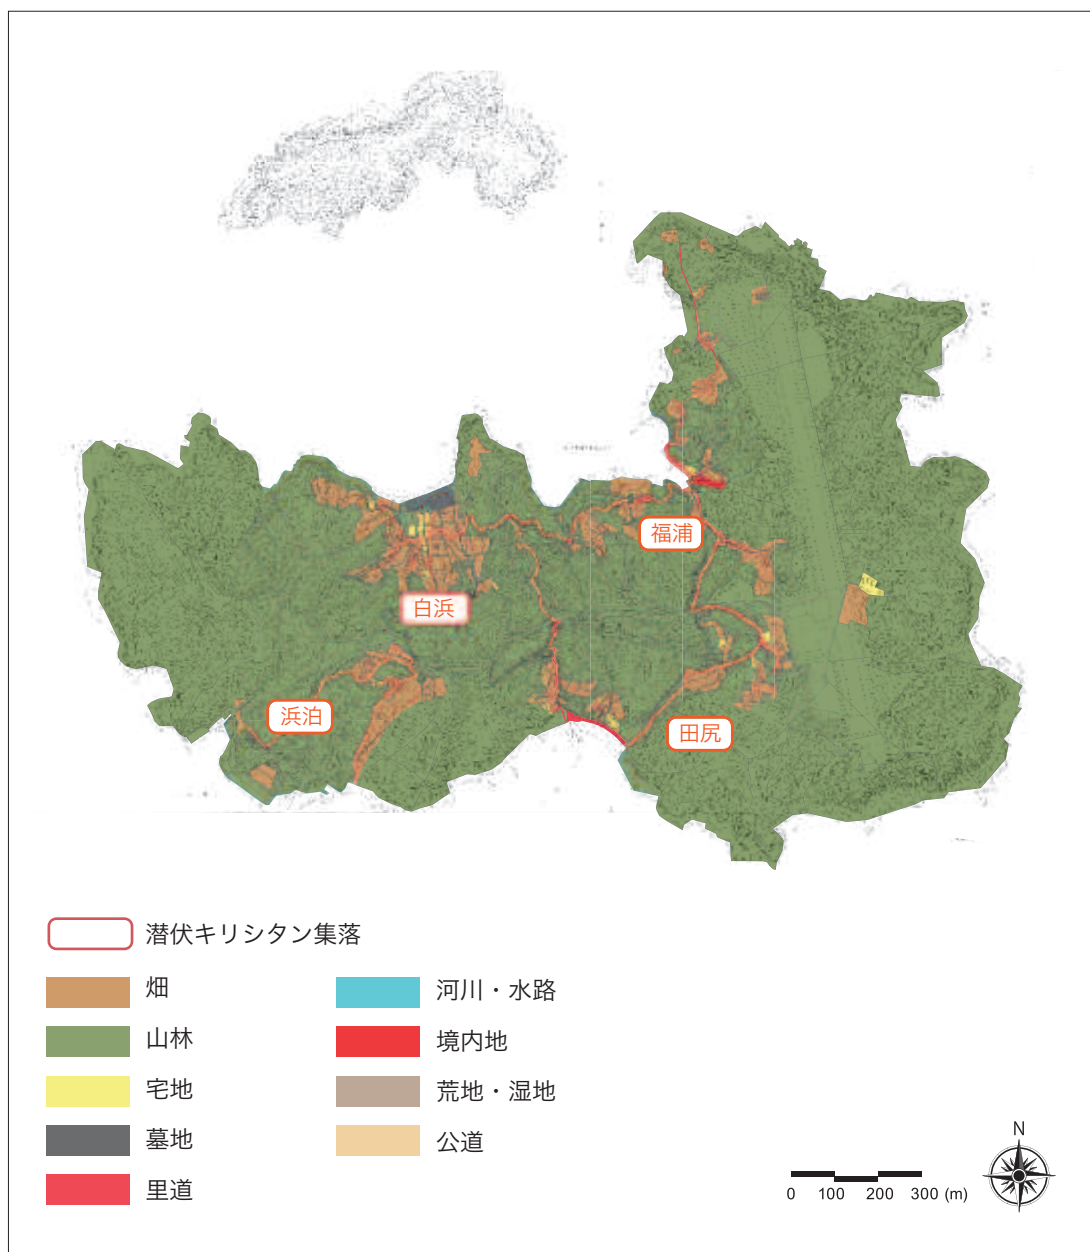 福浦
白浜
浜泊
田尻
潜伏キリシタン集落
畑
河川・水路
山林
境内地
宅地
荒地・湿地
墓地
公道
里道
N
0 100 200 300 (m)